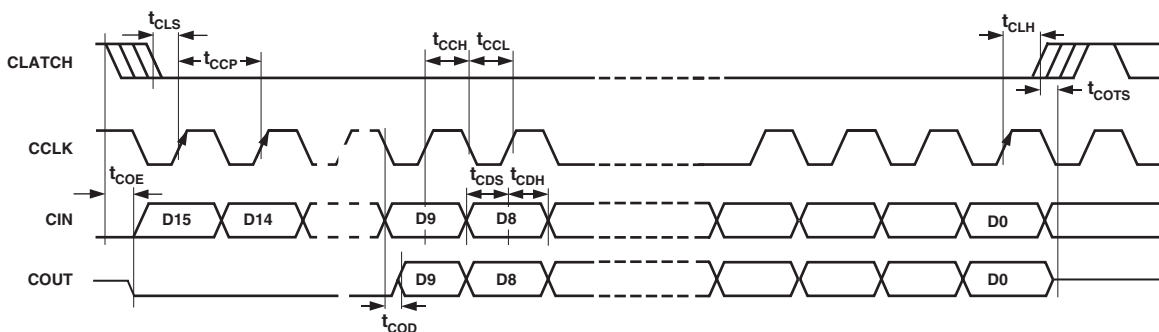 tCLS
tCCH tCCL
tCLH
CLATCH
tCCP
tCOTS
CCLK
tCOE
tCDS tCDH
CIN D15 D14 D9 D8 D0
COUT D9 D8 D0
tCOD